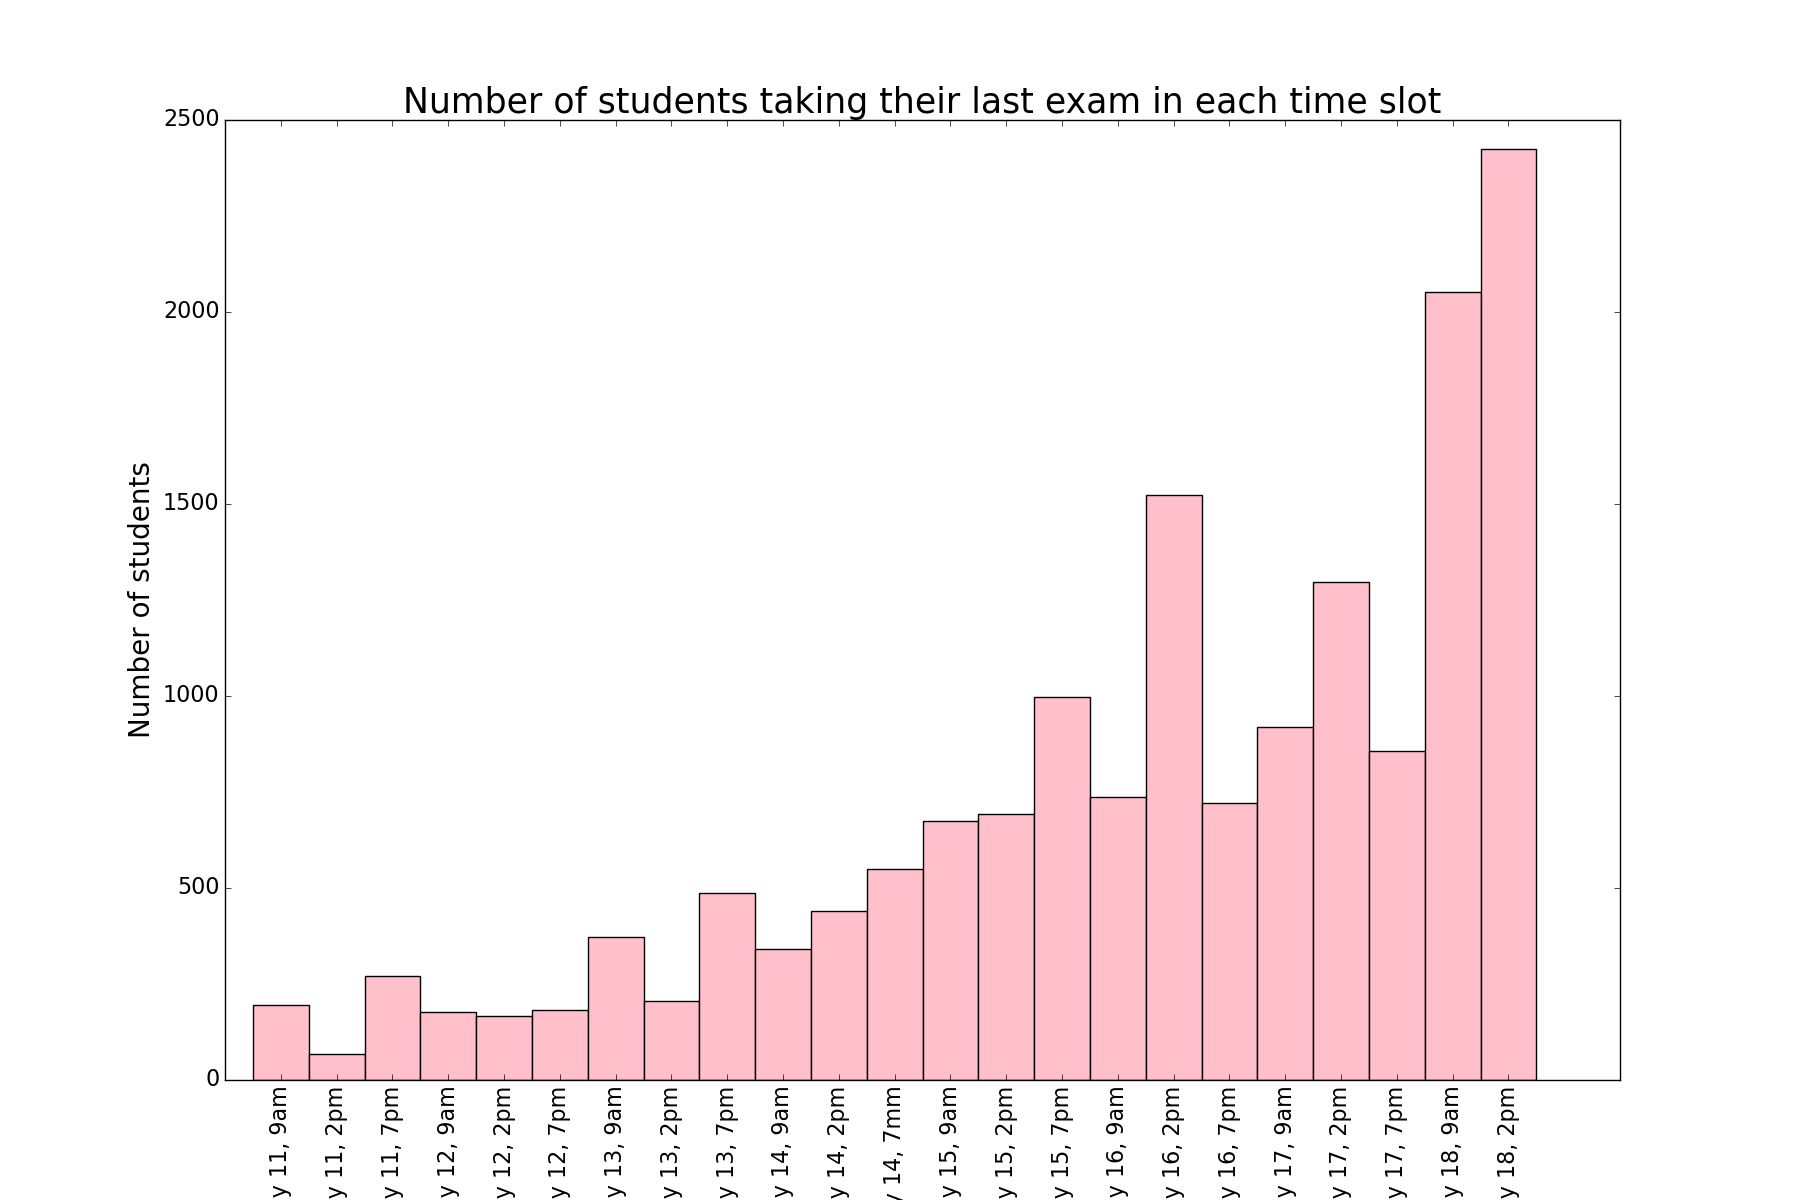 Number of students taking their last exam in each time slot
Number of students
2500
2000
1500
1000
500
0
y 11, 9am
y 11, 2pm
y 11, 7pm
y 12, 9am
y 12, 2pm
y 12, 7pm
y 13, 9am
y 13, 2pm
y 13, 7pm
y 14, 9am
y 14, 2pm
y 14, 7mm
y 15, 9am
y 15, 2pm
y 15, 7pm
y 16, 9am
y 16, 2pm
y 16, 7pm
y 17, 9am
y 17, 2pm
y 17, 7pm
y 18, 9am
y 18, 2pm